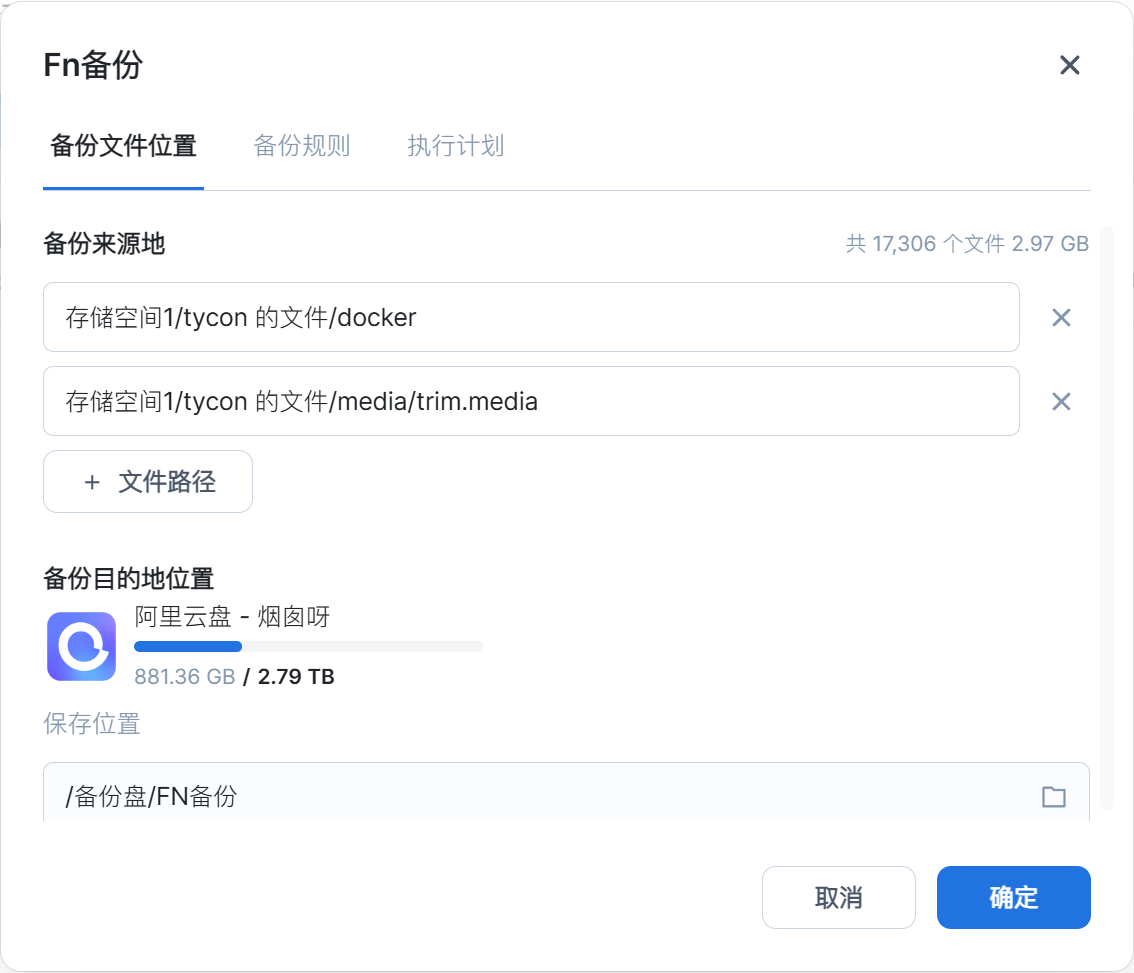 Fn备份
备份文件位置 备份规则 执行计划
备份来源地 共 17,306 个文件 2.97 GB
存储空间1/tycon 的文件/docker
存储空间1/tycon 的文件/media/trim.media
+ 文件路径
备份目的地位置
阿里云盘 - 烟囱呀
881.36 GB / 2.79 TB
保存位置
/备份盘/FN备份
取消 确定